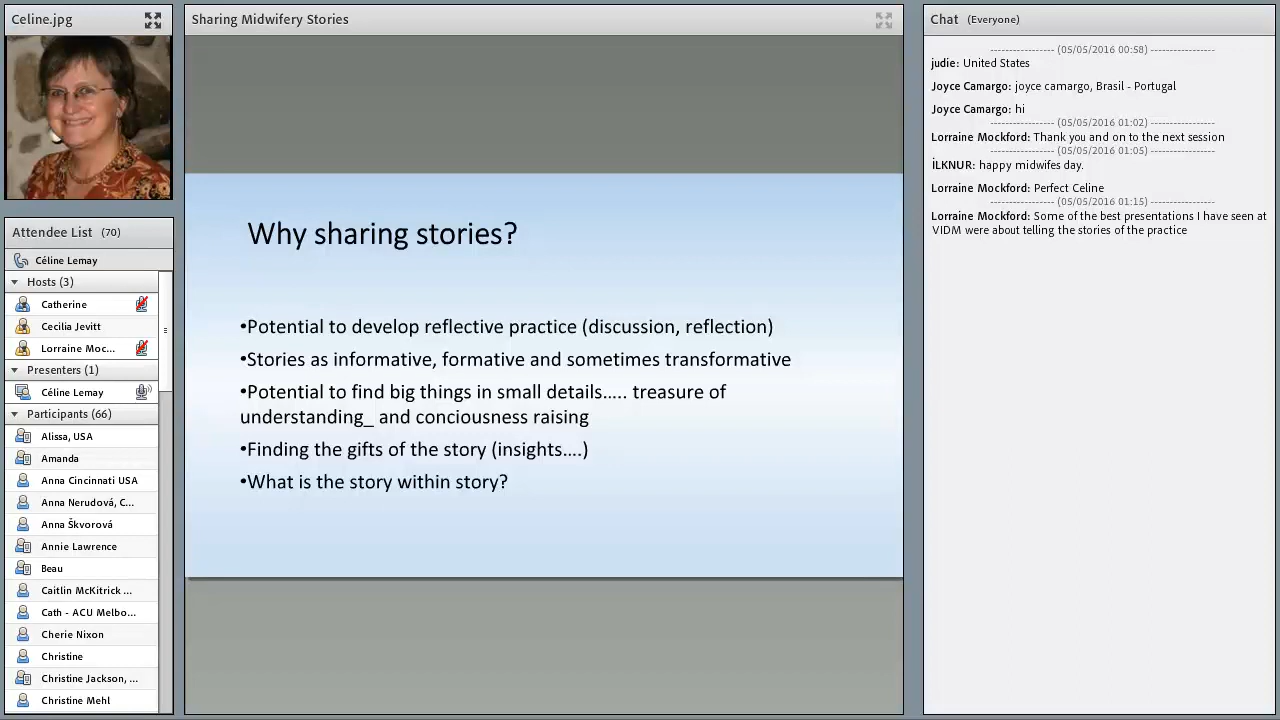 Celine.jpg
Attendee List (70)
Céline Lemay
Hosts (3)
Catherine
Cecilia Jevitt
Lorraine Moc...
Presenters (1)
Céline Lemay
Participants (66)
Alissa, USA
Amanda
Anna Cincinnati USA
Anna Nerudová, C...
Anna Škvorová
Annie Lawrence
Beau
Caitlin McKitrick ...
Cath - ACU Melbo...
Cherie Nixon
Christine
Christine Jackson, ...
Christine Mehl
Sharing Midwifery Stories
Why sharing stories?
•Potential to develop reflective practice (discussion, reflection)
•Stories as informative, formative and sometimes transformative
•Potential to find big things in small details..... treasure of
understanding_ and conciousness raising
•Finding the gifts of the story (insights....)
•What is the story within story?
Chat (Everyone)
----------------- (05/05/2016 00:58) -----------------
judie: United States
Joyce Camargo: joyce camargo, Brasil - Portugal
Joyce Camargo: hi
----------------- (05/05/2016 01:02) -----------------
Lorraine Mockford: Thank you and on to the next session
----------------- (05/05/2016 01:05) -----------------
İLKNUR: happy midwifes day.
Lorraine Mockford: Perfect Celine
----------------- (05/05/2016 01:15) -----------------
Lorraine Mockford: Some of the best presentations I have seen at
VIDM were about telling the stories of the practice